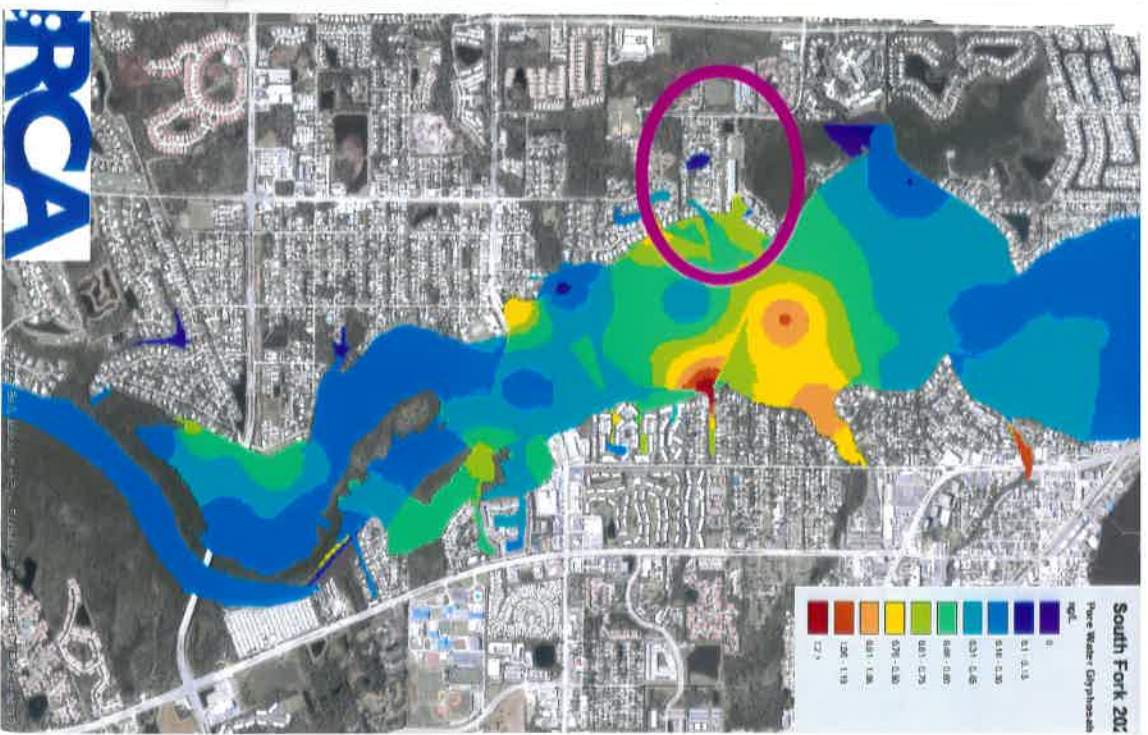 South Fork 202
Pore Water Glyphosate
ug/L
0
0.1 - 0.15
0.16 - 0.30
0.31 - 0.45
0.46 - 0.60
0.61 - 0.75
0.76 - 0.90
0.91 - 1.05
1.06 - 1.19
1.2 +
RCA